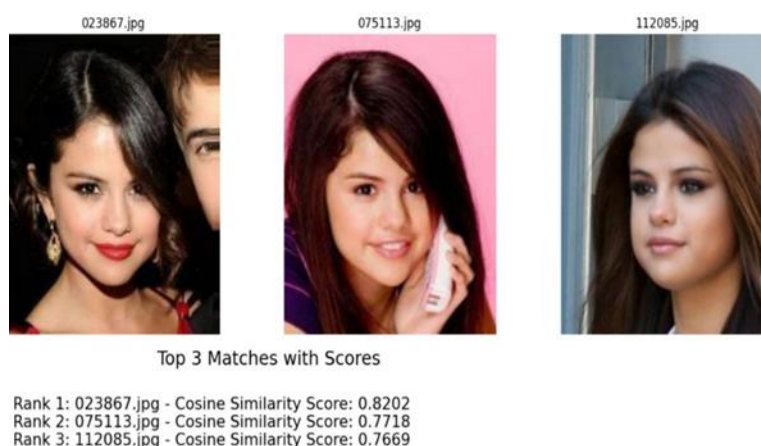 023867.jpg
075113.jpg
112085.jpg
Top 3 Matches with Scores
Rank 1: 023867.jpg - Cosine Similarity Score: 0.8202
Rank 2: 075113.jpg - Cosine Similarity Score: 0.7718
Rank 3: 112085.jpg - Cosine Similarity Score: 0.7669